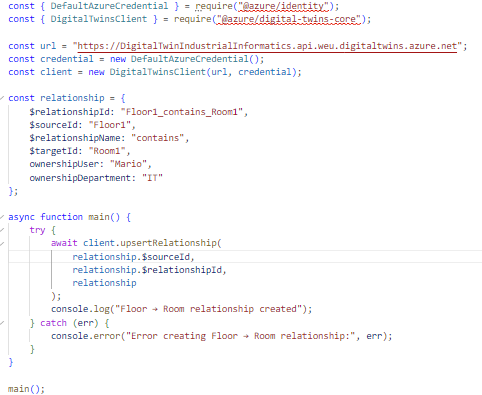 const { DefaultAzureCredential } = require("@azure/identity");
const { DigitalTwinsClient } = require("@azure/digital-twins-core");

const url = "https://DigitalTwinIndustrialInformatics.api.weu.digitaltwins.azure.net";
const credential = new DefaultAzureCredential();
const client = new DigitalTwinsClient(url, credential);

const relationship = {
    $relationshipId: "Floor1_contains_Room1",
    $sourceId: "Floor1",
    $relationshipName: "contains",
    $targetId: "Room1",
    ownershipUser: "Mario",
    ownershipDepartment: "IT"
};

async function main() {
    try {
        await client.upsertRelationship(
            relationship.$sourceId,
            relationship.$relationshipId,
            relationship
        );
        console.log("Floor → Room relationship created");
    } catch (err) {
        console.error("Error creating Floor → Room relationship:", err);
    }
}

main();